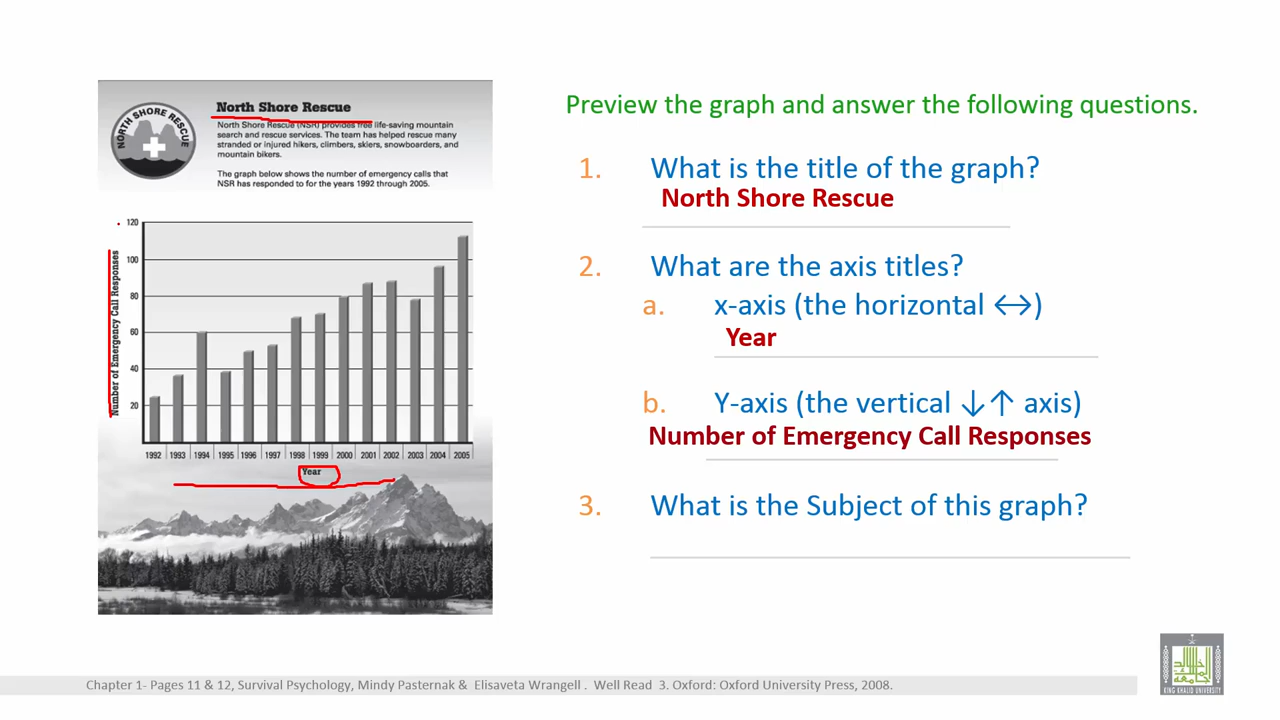 NORTH SHORE RESCUE
North Shore Rescue
North Shore Rescue (NSR) provides free life-saving mountain
search and rescue services. The team has helped rescue many
stranded or injured hikers, climbers, skiers, snowboarders, and
mountain bikers.
The graph below shows the number of emergency calls that
NSR has responded to for the years 1992 through 2005.
Number of Emergency Call Responses
120
100
80
60
40
20
1992 1993 1994 1995 1996 1997 1998 1999 2000 2001 2002 2003 2004 2005
Year
Preview the graph and answer the following questions.
1. What is the title of the graph?
North Shore Rescue
2. What are the axis titles?
a. x-axis (the horizontal ↔)
Year
b. Y-axis (the vertical ↓↑ axis)
Number of Emergency Call Responses
3. What is the Subject of this graph?
Chapter 1- Pages 11 & 12, Survival Psychology, Mindy Pasternak & Elisaveta Wrangell . Well Read 3. Oxford: Oxford University Press, 2008.
KING KHALID UNIVERSITY